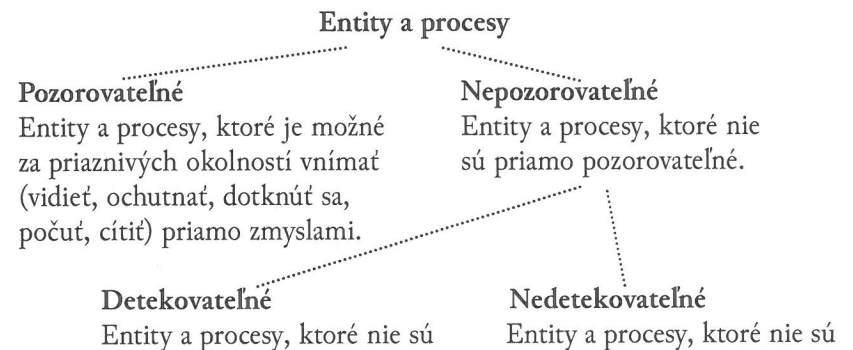 Entity a procesy
Pozorovateľné
Entity a procesy, ktoré je možné
za priaznivých okolností vnímať
(vidieť, ochutnať, dotknúť sa,
počuť, cítiť) priamo zmyslami.
Nepozorovateľné
Entity a procesy, ktoré nie
sú priamo pozorovateľné.
Detekovateľné
Entity a procesy, ktoré nie sú
Nedetekovateľné
Entity a procesy, ktoré nie sú